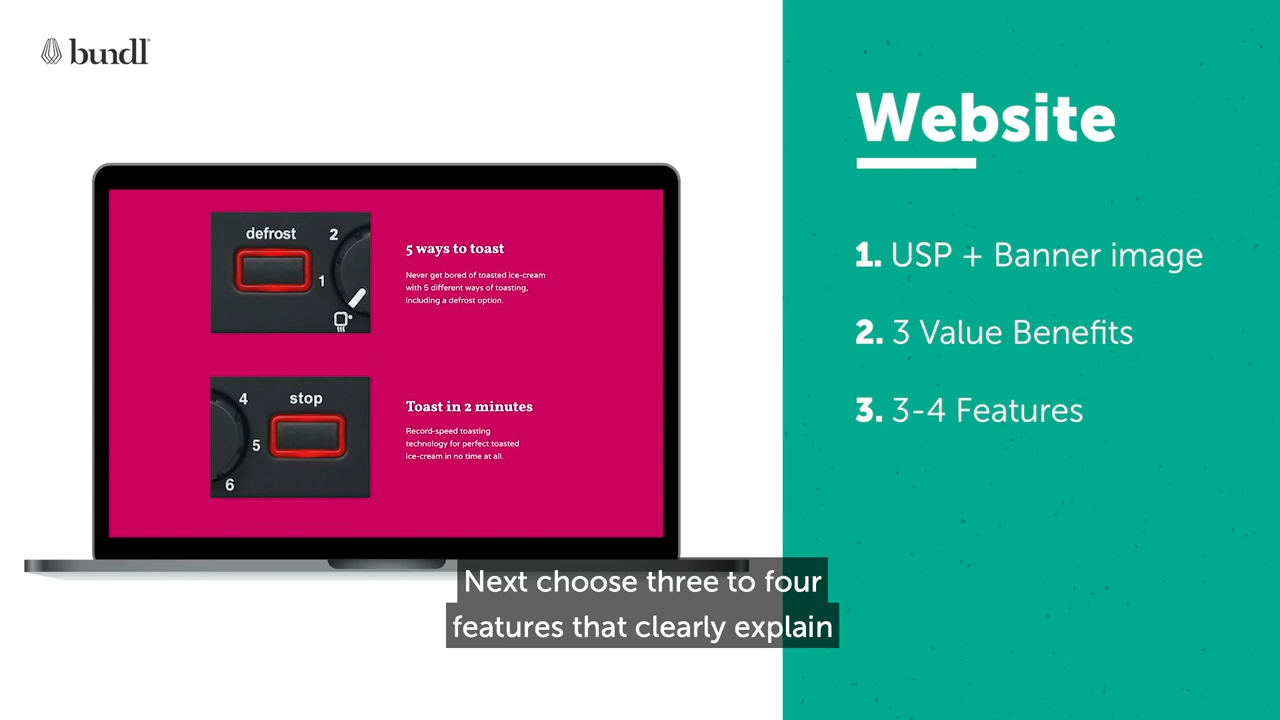 bundl
defrost
2
1
5 ways to toast
Never get bored of toasted ice-cream
with 5 different ways of toasting,
including a defrost option.
4
stop
5
6
Toast in 2 minutes
Record-speed toasting
technology for perfect toasted
ice-cream in no time at all.
Website
1. USP + Banner image
2. 3 Value Benefits
3. 3-4 Features
Next choose three to four
features that clearly explain